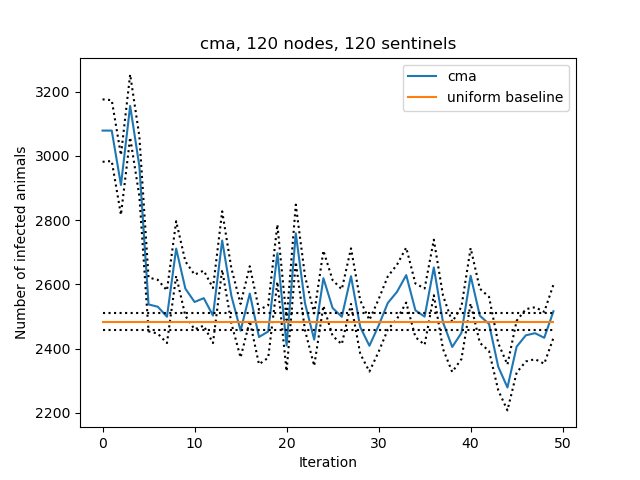 cma, 120 nodes, 120 sentinels
cma
uniform baseline
Number of infected animals
3200
3000
2800
2600
2400
2200
0 10 20 30 40 50
Iteration